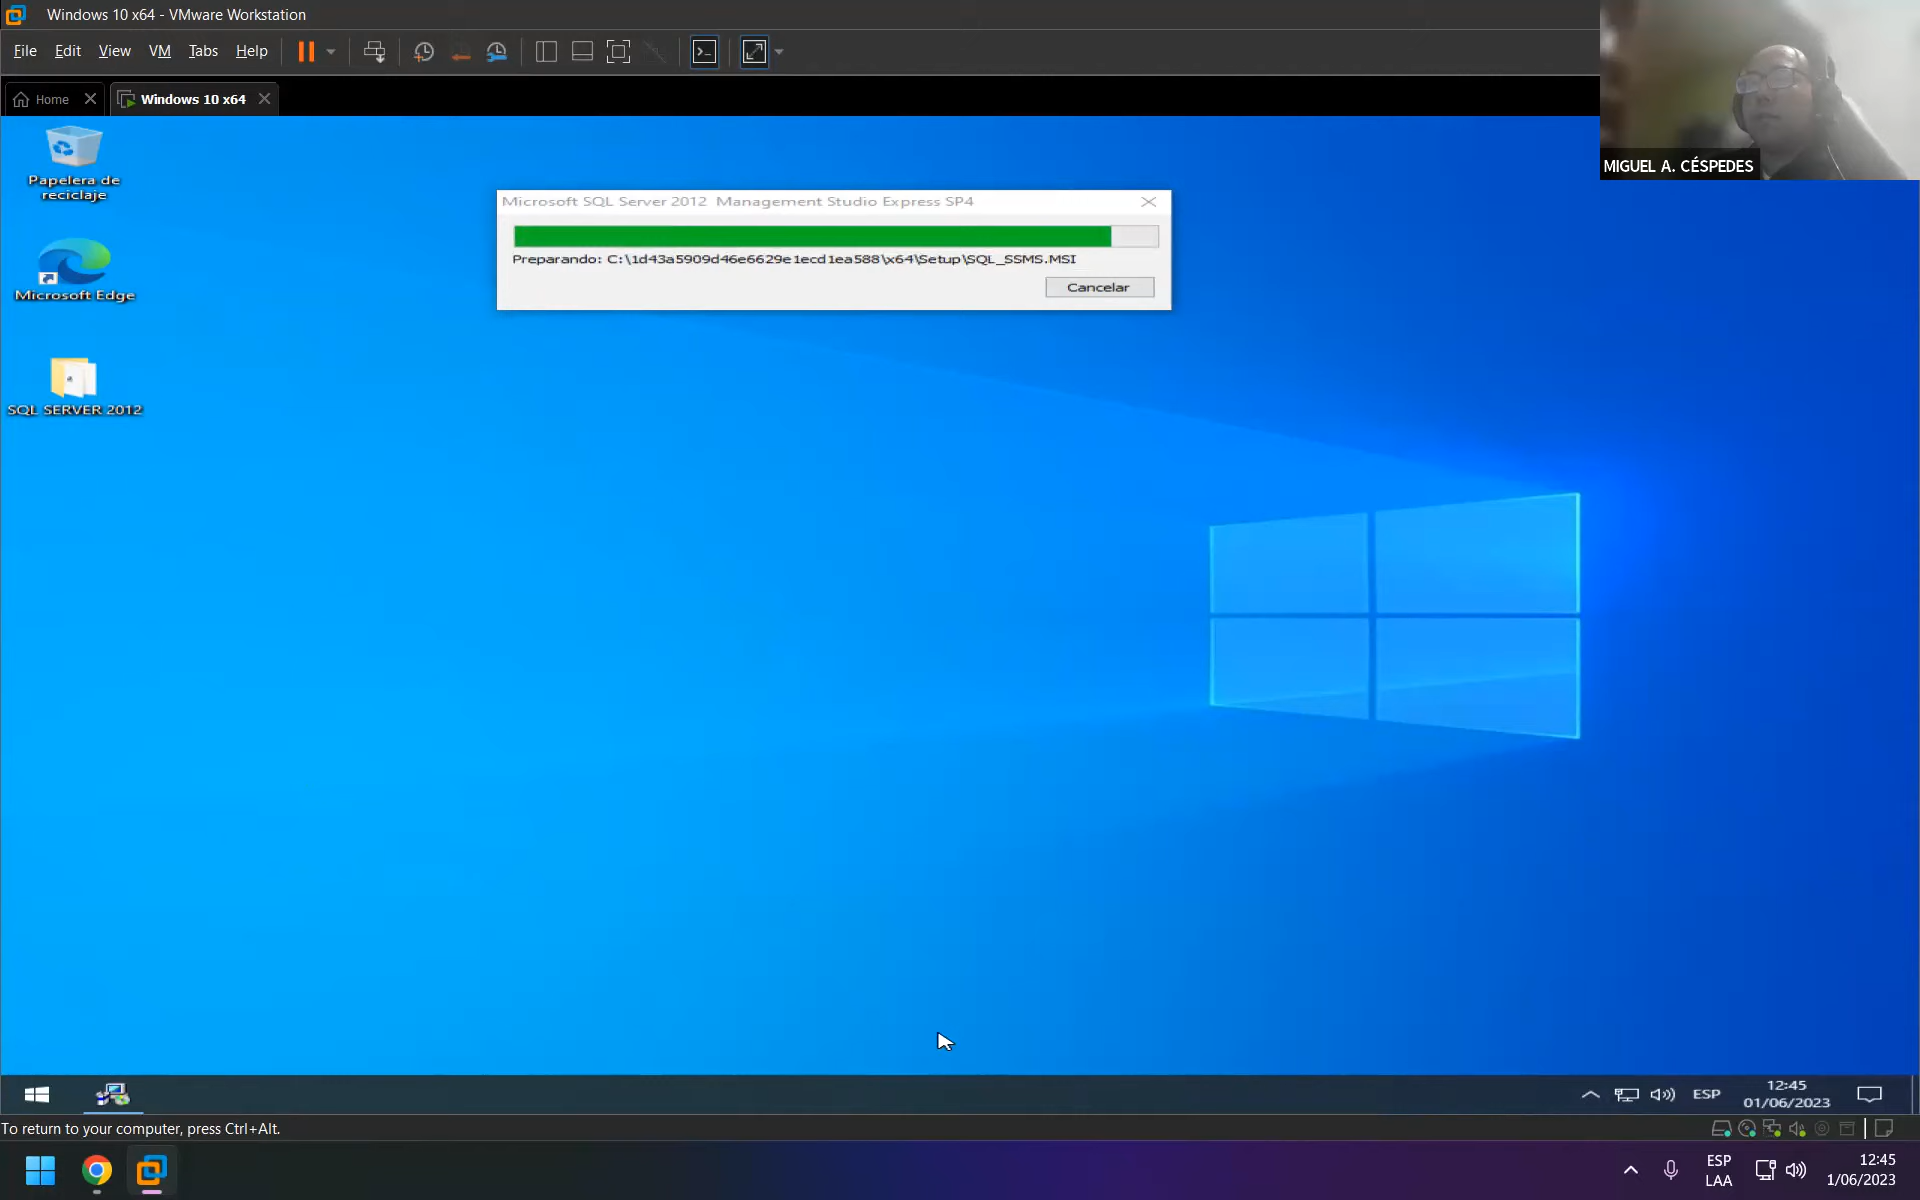 Windows 10 x64 - VMware Workstation
File Edit View VM Tabs Help
Home
Windows 10 x64
Papelera de
reciclaje
Microsoft Edge
SQL SERVER 2012
Microsoft SQL Server 2012 Management Studio Express SP4
Preparando: C:\1d43a5909d46e6629e1ecd1ea588\x64\Setup\SQL_SSMS.MSI
Cancelar
MIGUEL A. CÉSPEDES
ESP
12:45
01/06/2023
To return to your computer, press Ctrl+Alt.
ESP
LAA
12:45
1/06/2023